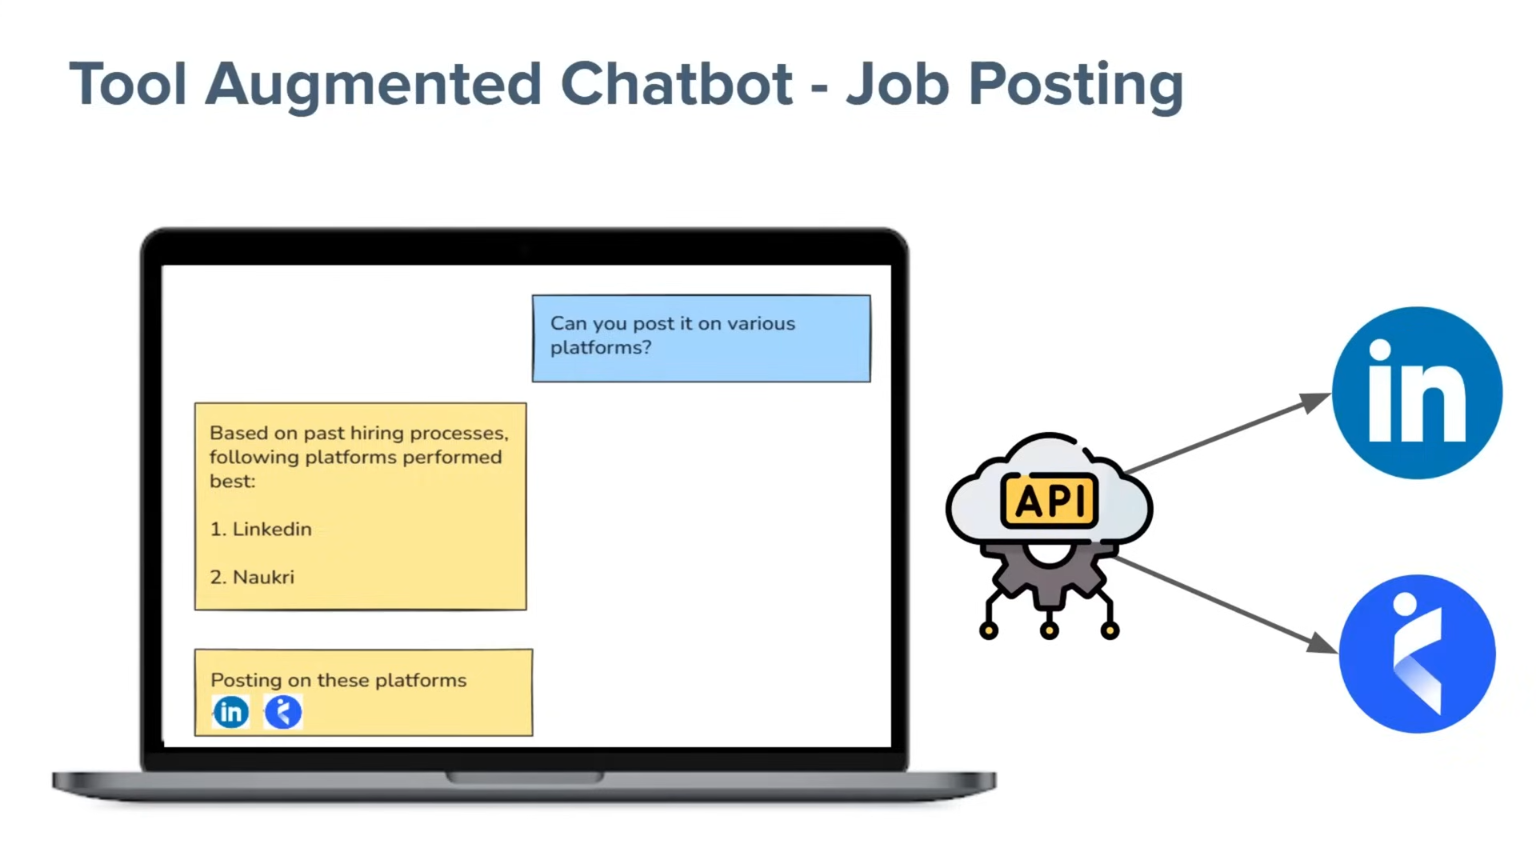 Tool Augmented Chatbot - Job Posting
Can you post it on various
platforms?
Based on past hiring processes,
following platforms performed
best:
1. Linkedin
2. Naukri
Posting on these platforms
in
API
in